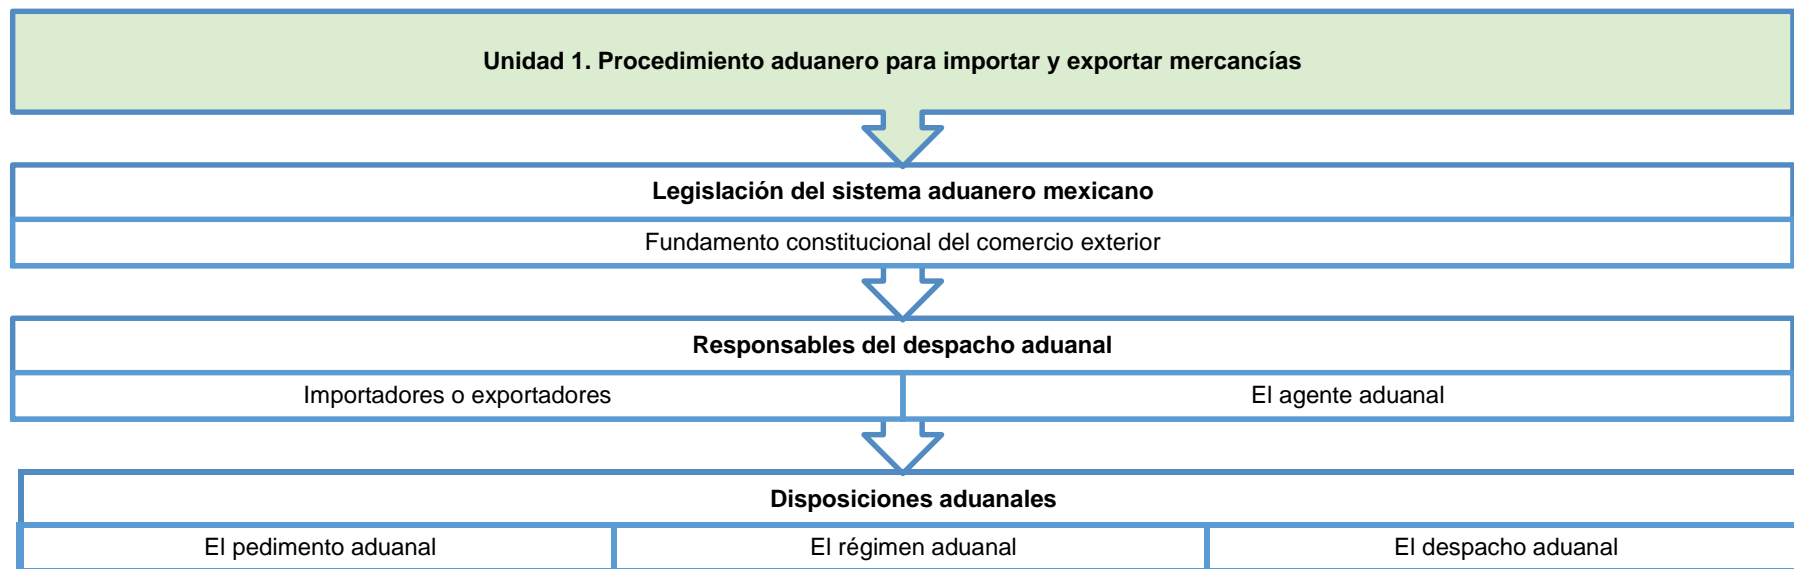 Unidad 1. Procedimiento aduanero para importar y exportar mercancías
Legislación del sistema aduanero mexicano
Fundamento constitucional del comercio exterior
Responsables del despacho aduanal
Importadores o exportadores
El agente aduanal
Disposiciones aduanales
El pedimento aduanal
El régimen aduanal
El despacho aduanal